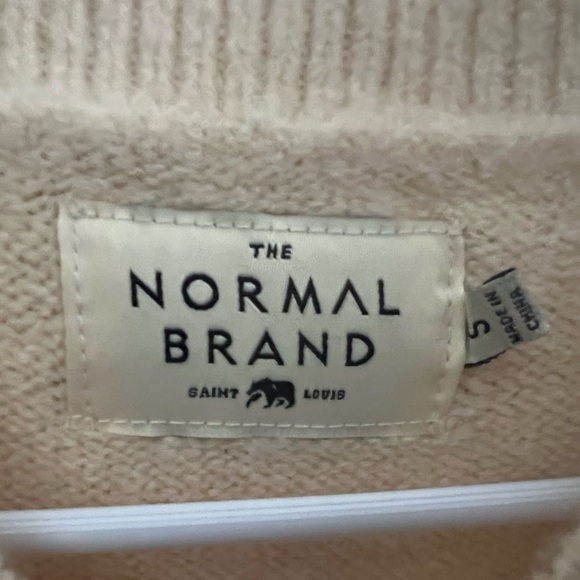 THE
NORMAL
BRAND
SAINT LOUIS
S
MADE IN
CHINA